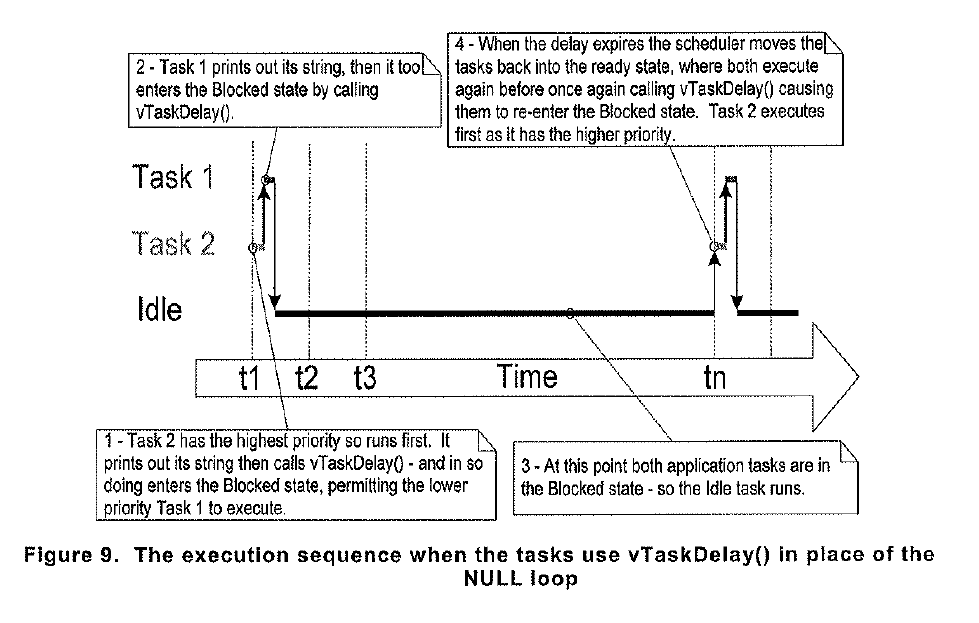 2 - Task 1 prints out its string, then it too
enters the Blocked state by calling
vTaskDelay().
4 - When the delay expires the scheduler moves the
tasks back into the ready state, where both execute
again before once again calling vTaskDelay() causing
them to re-enter the Blocked state.  Task 2 executes
first as it has the higher priority.
Task 1
Task 2
Idle
t1 t2 t3 Time tn
1 - Task 2 has the highest priority so runs first.  It
prints out its string then calls vTaskDelay() - and in so
doing enters the Blocked state, permitting the lower
priority Task 1 to execute.
3 - At this point both application tasks are in
the Blocked state - so the Idle task runs.
Figure 9.  The execution sequence when the tasks use vTaskDelay() in place of the
NULL loop